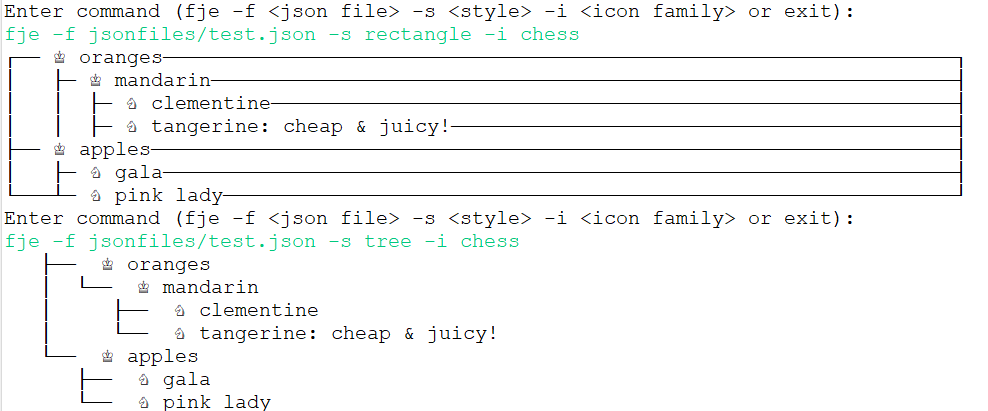 Enter command (fje -f <json file> -s <style> -i <icon family> or exit):
fje -f jsonfiles/test.json -s rectangle -i chess
┌── ♔ oranges──────────────────────────────────────────────────────────────────┐
│   ├─ ♔ mandarin──────────────────────────────────────────────────────────────┤
│   │  ├─ ♘ clementine─────────────────────────────────────────────────────────┤
│   │  ├─ ♘ tangerine: cheap & juicy!──────────────────────────────────────────┤
├── ♔ apples───────────────────────────────────────────────────────────────────┤
│   ├─ ♘ gala──────────────────────────────────────────────────────────────────┤
└───┴─ ♘ pink lady─────────────────────────────────────────────────────────────┘
Enter command (fje -f <json file> -s <style> -i <icon family> or exit):
fje -f jsonfiles/test.json -s tree -i chess
├── ♔ oranges
│  └── ♔ mandarin
│     ├── ♘ clementine
│     └── ♘ tangerine: cheap & juicy!
└── ♔ apples
   ├── ♘ gala
   └── ♘ pink lady